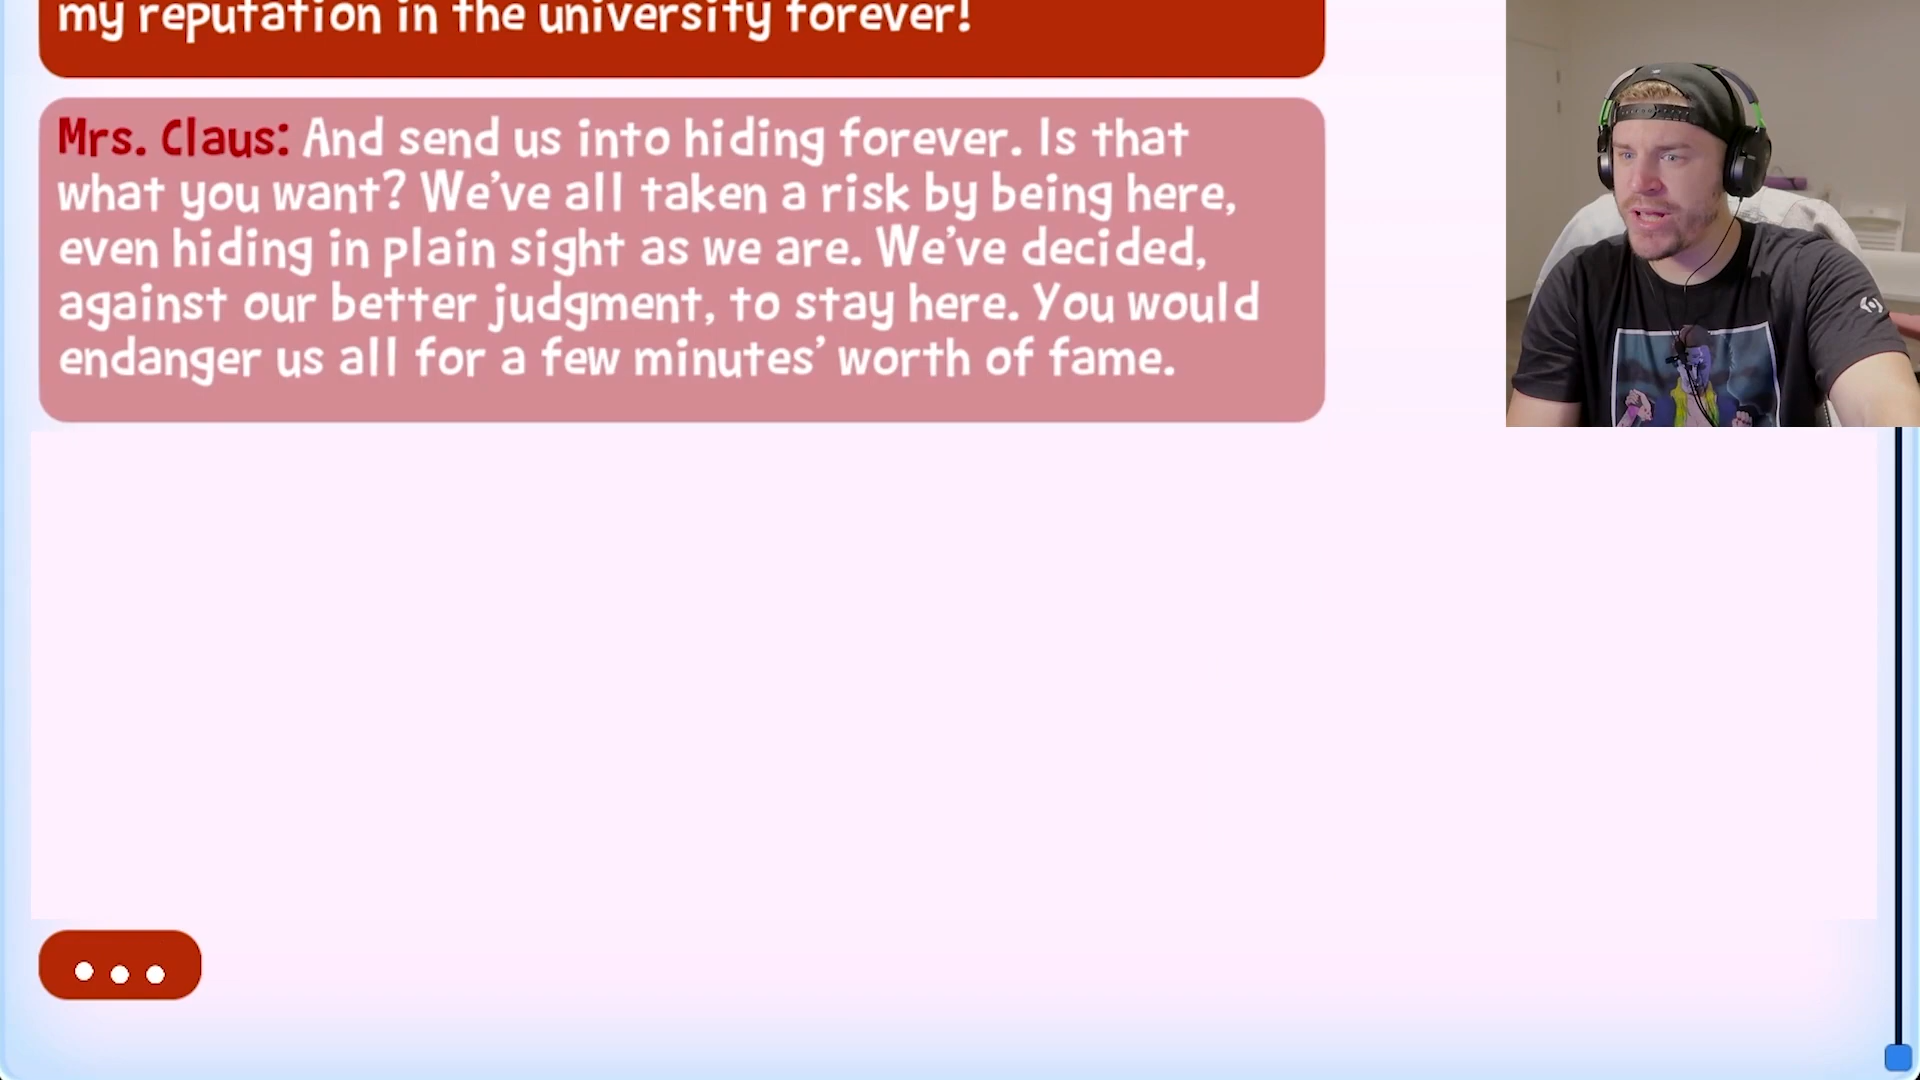 my reputation in the university forever!
Mrs. Claus: And send us into hiding forever. Is that
what you want? We've all taken a risk by being here,
even hiding in plain sight as we are. We've decided,
against our better judgment, to stay here. You would
endanger us all for a few minutes' worth of fame.